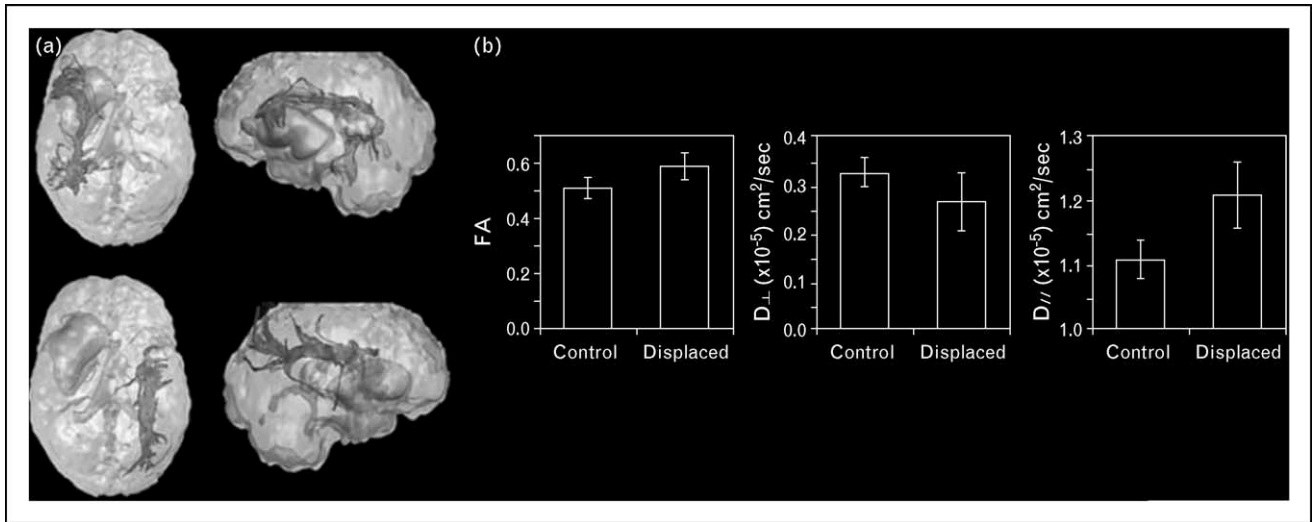 (a)
(b)
FA
0.6
0.4
0.2
0.0
Control Displaced
D⊥ (x10-5) cm2/sec
0.4
0.3
0.2
0.1
0.0
Control Displaced
D// (x10-5) cm2/sec
1.3
1.2
1.1
1.0
Control Displaced